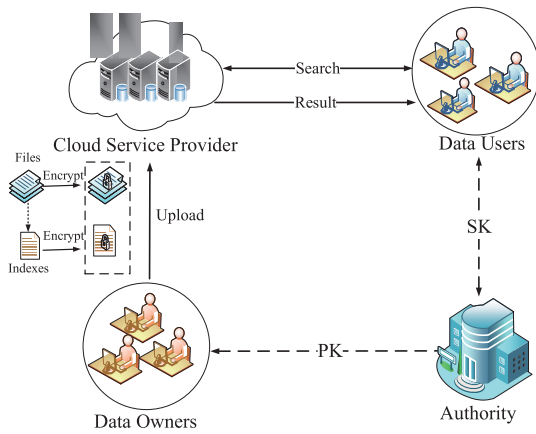 Search
Result
Cloud Service Provider
Data Users
Files
Encrypt
Encrypt
Indexes
Upload
SK
PK
Data Owners
Authority